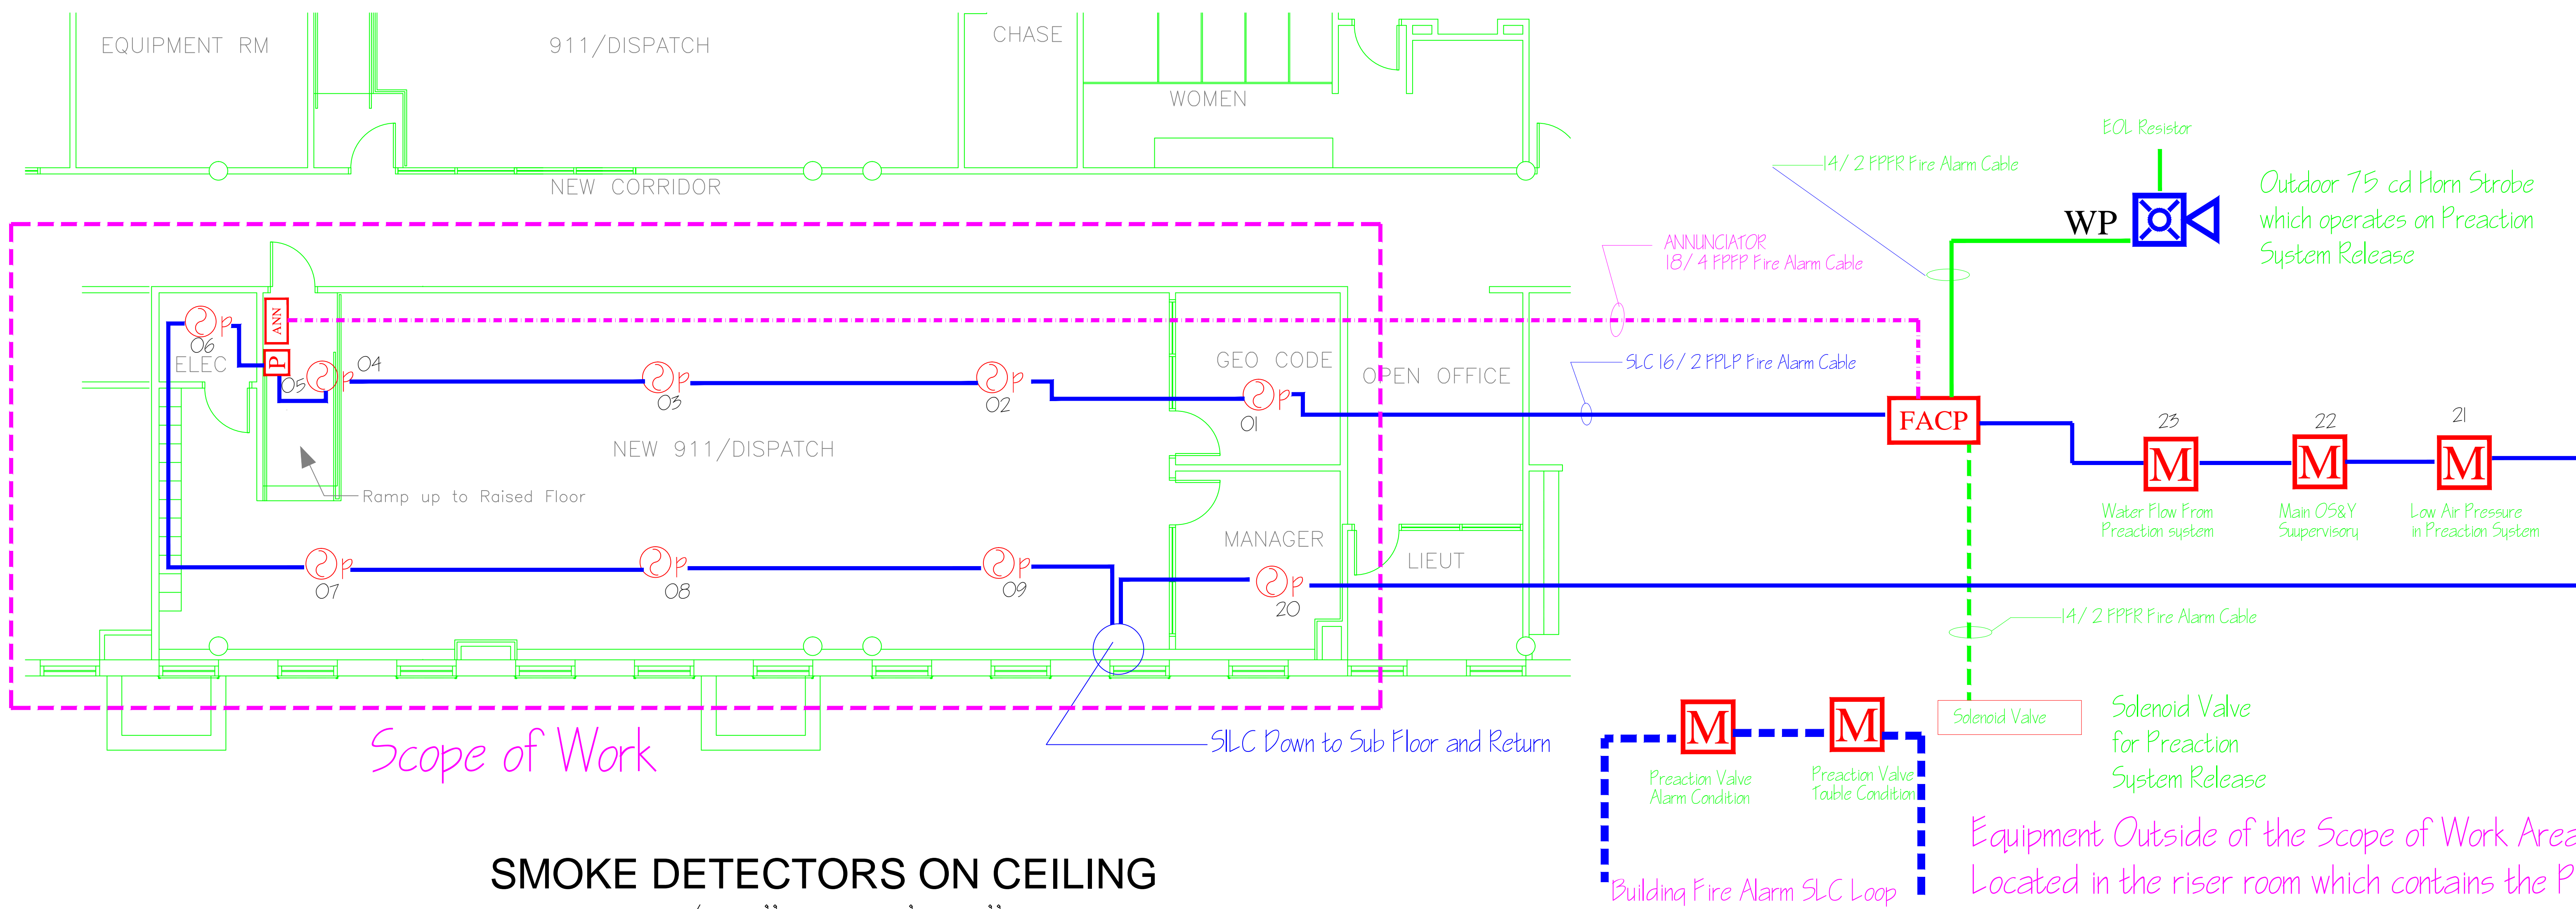 EQUIPMENT RM
911/DISPATCH
CHASE
WOMEN
NEW CORRIDOR
EOL Resistor
14/2 FPFR Fire Alarm Cable
WP
Outdoor 75 cd Horn Strobe
which operates on Preaction
System Release
ANNUNCIATOR
18/4 FPFP Fire Alarm Cable
SLC 16/2 FPLP Fire Alarm Cable
ANN
P
p
06
ELEC
05
p
04
p
03
p
02
GEO CODE
p
01
OPEN OFFICE
FACP
23
M
Water Flow From
Preaction system
22
M
Main OS&Y
Suupervisory
21
M
Low Air Pressure
in Preaction System
NEW 911/DISPATCH
Ramp up to Raised Floor
p
07
p
08
p
09
MANAGER
p
20
LIEUT
14/2 FPFR Fire Alarm Cable
Solenoid Valve
Solenoid Valve
for Preaction
System Release
Scope of Work
SILC Down to Sub Floor and Return
M
Preaction Valve
Alarm Condition
M
Preaction Valve
Touble Condition
Building Fire Alarm SLC Loop
Equipment Outside of the Scope of Work Area
Located in the riser room which contains the P
SMOKE DETECTORS ON CEILING